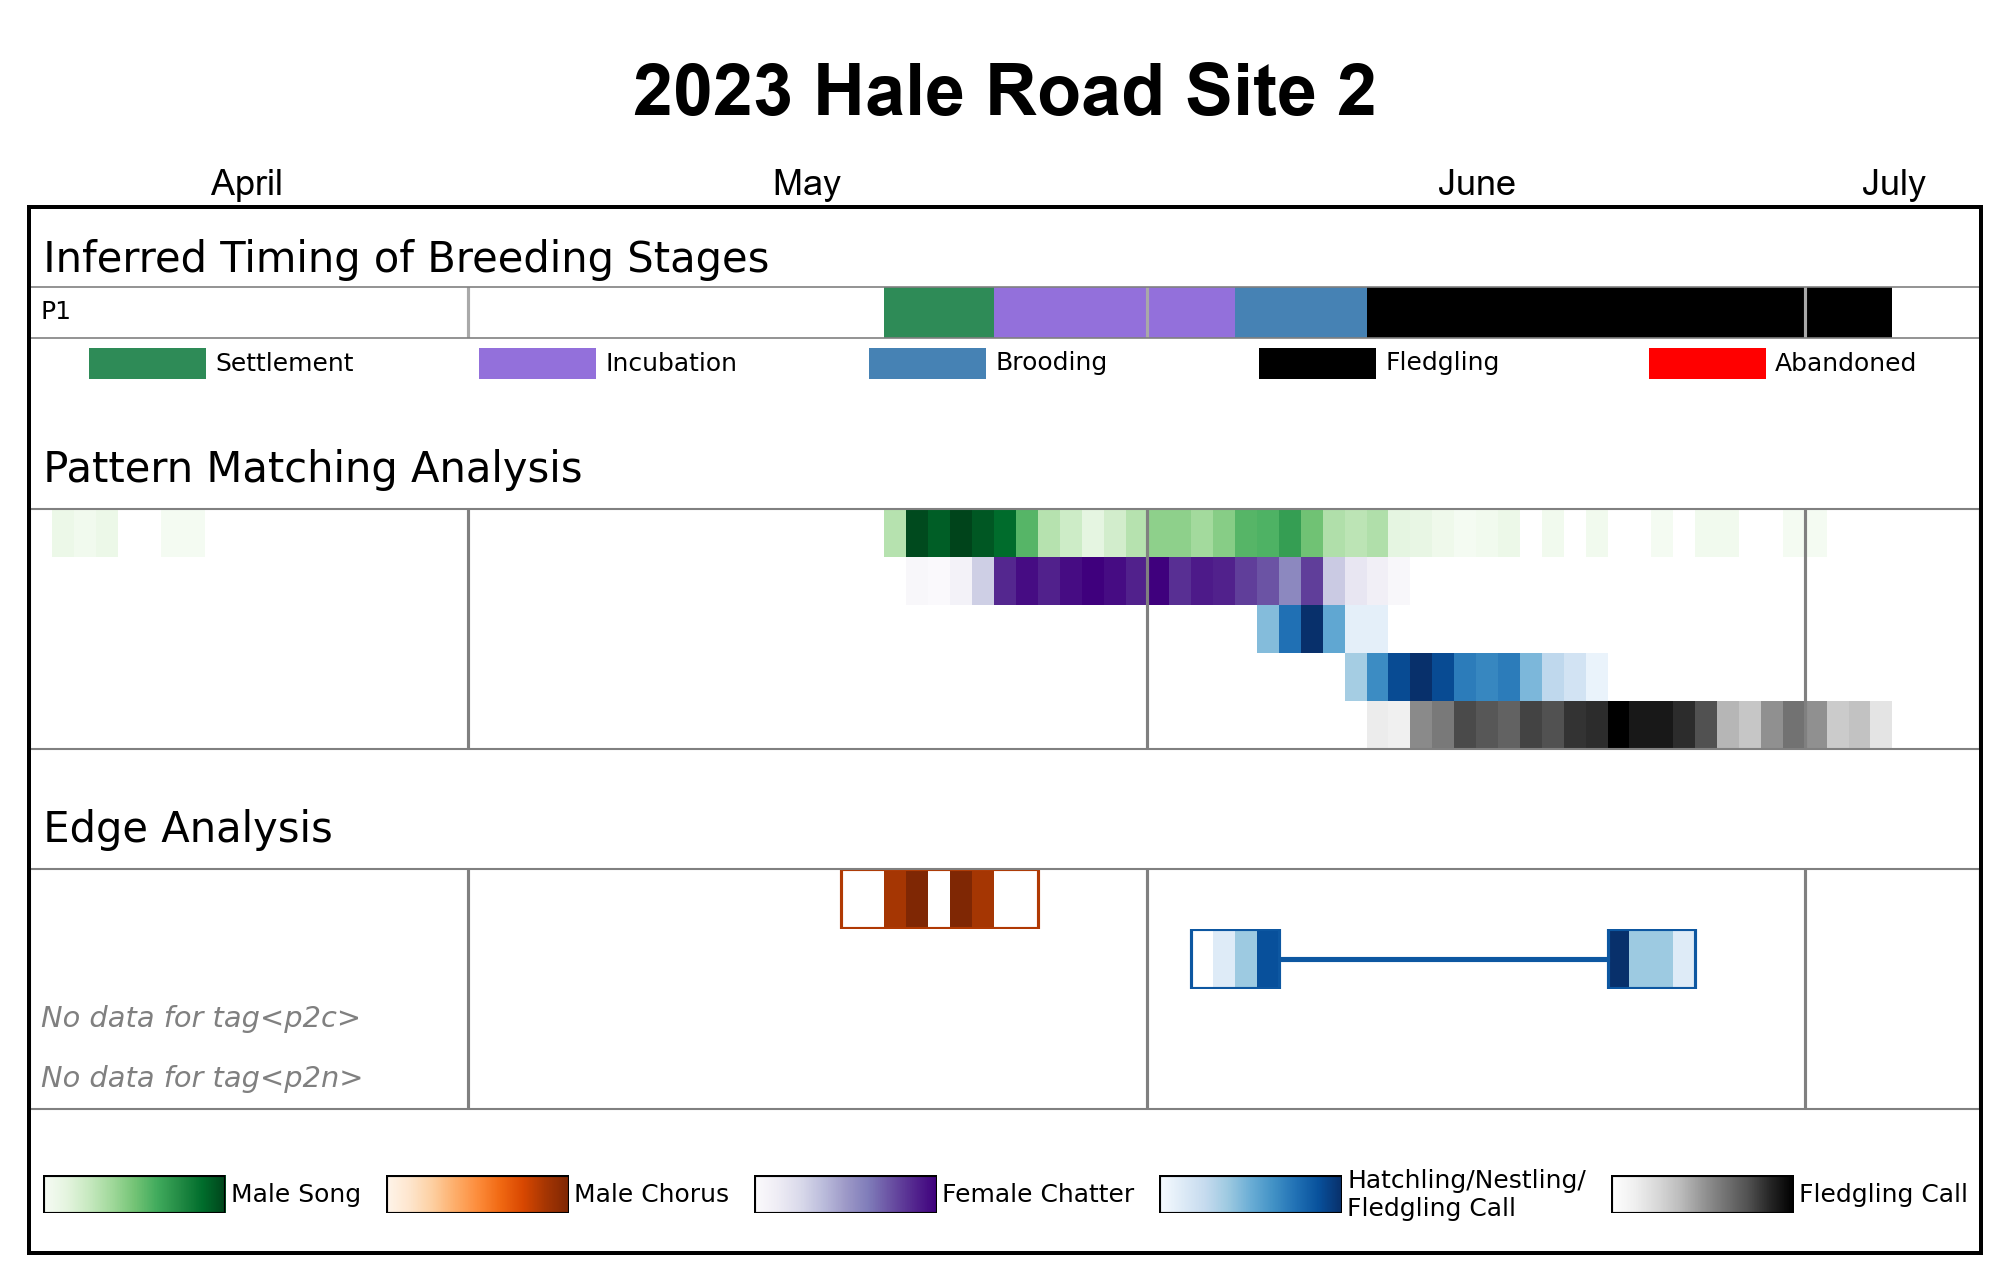 2023 Hale Road Site 2
April May June July
Inferred Timing of Breeding Stages
P1
Settlement Incubation Brooding Fledgling Abandoned
Pattern Matching Analysis
Edge Analysis
No data for tag<p2c>
No data for tag<p2n>
Male Song Male Chorus Female Chatter Hatchling/Nestling/
Fledgling Call Fledgling Call